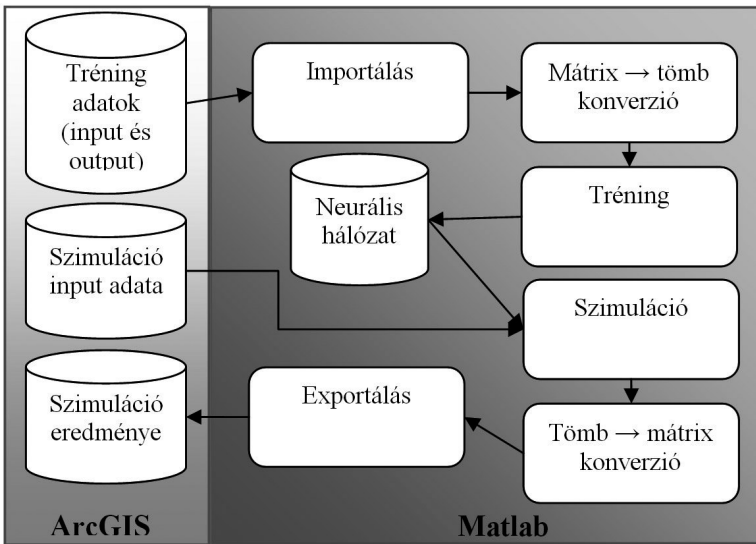 Tréning
adatok
(input és
output)
Importálás
Mátrix → tömb
konverzió
Tréning
Neurális
hálózat
Szimuláció
input adata
Szimuláció
Szimuláció
eredménye
Exportálás
Tömb → mátrix
konverzió
ArcGIS
Matlab